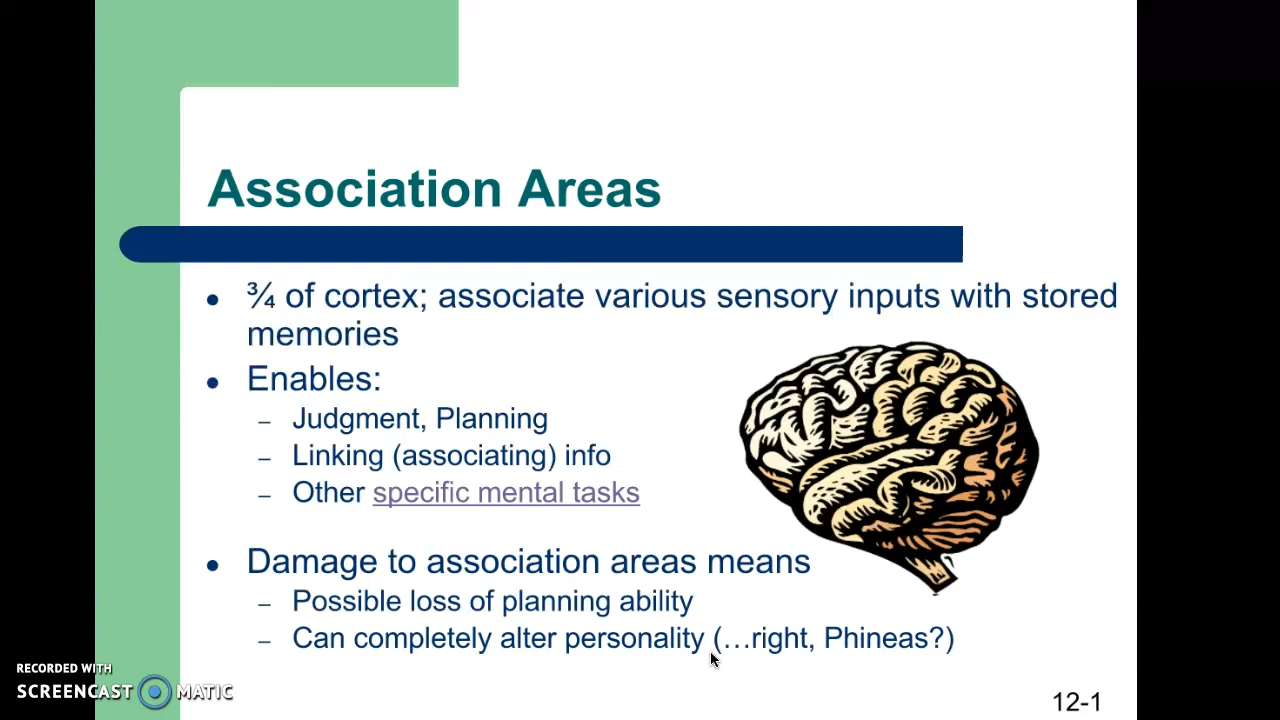 Association Areas
• ¾ of cortex; associate various sensory inputs with stored
memories
• Enables:
– Judgment, Planning
– Linking (associating) info
– Other specific mental tasks
• Damage to association areas means
– Possible loss of planning ability
– Can completely alter personality (…right, Phineas?)
RECORDED WITH
SCREENCAST MATIC
12-1